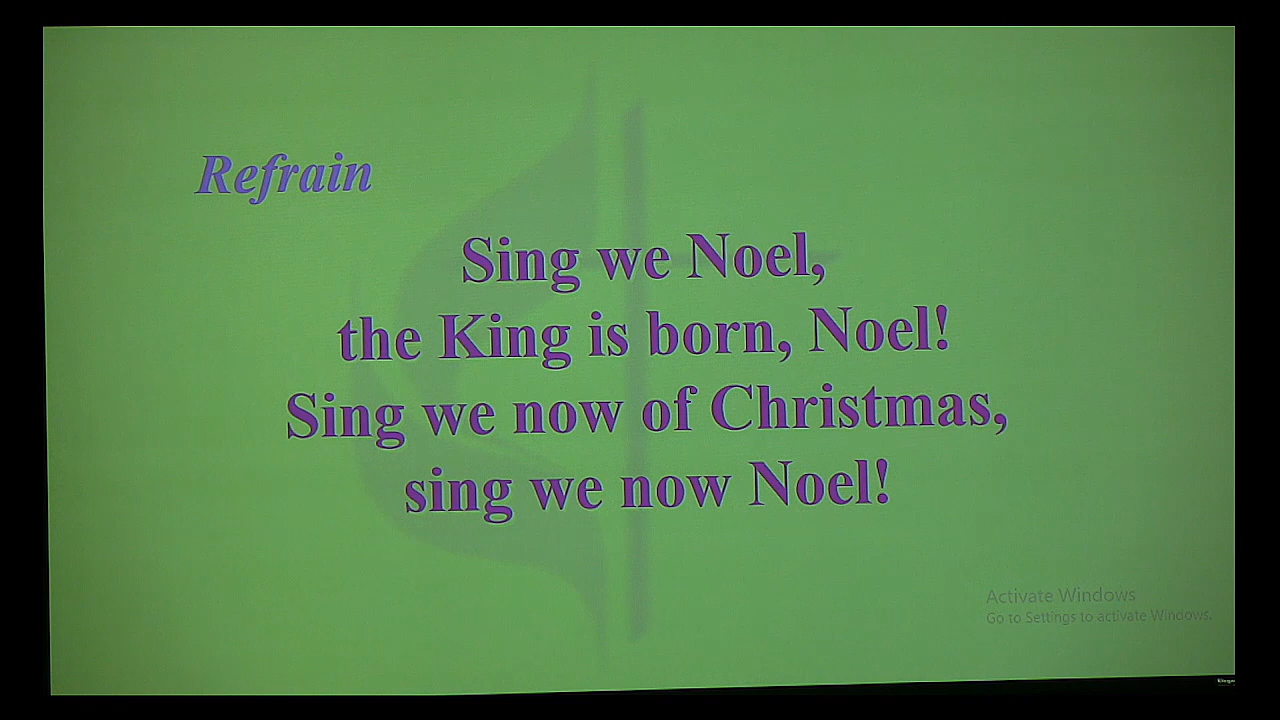 Refrain
Sing we Noel,
the King is born, Noel!
Sing we now of Christmas,
sing we now Noel!
Activate Windows
Go to Settings to activate Windows.